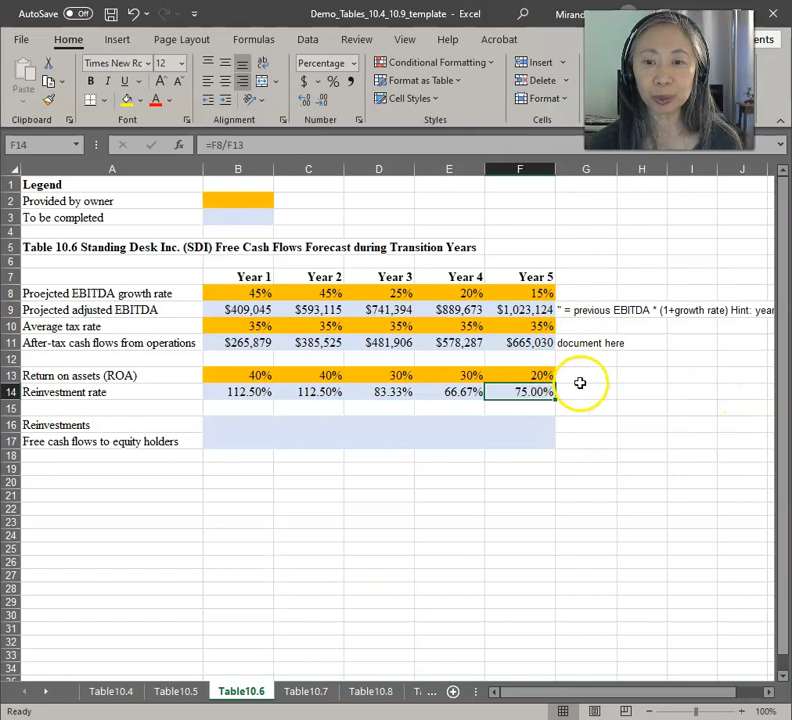 AutoSave Off Demo_Tables_10.4_10.9_template - Excel Miran
File Home Insert Page Layout Formulas Data Review View Help Acrobat ents
Paste Times New Rc 12 Percentage Conditional Formatting Insert
B I U A A $ % , Format as Table Delete
Cell Styles Format
Clipboard Font Alignment Number Styles Cells
F14 fx =F8/F13
A B C D E F G H I J
1 Legend
2 Provided by owner
3 To be completed
4
5 Table 10.6 Standing Desk Inc. (SDI) Free Cash Flows Forecast during Transition Years
6
7 Year 1 Year 2 Year 3 Year 4 Year 5
8 Proejcted EBITDA growth rate 45% 45% 25% 20% 15%
9 Projected adjusted EBITDA $409,045 $593,115 $741,394 $889,673 $1,023,124 " = previous EBITDA * (1+growth rate) Hint: year
10 Average tax rate 35% 35% 35% 35% 35%
11 After-tax cash flows from operations $265,879 $385,525 $481,906 $578,287 $665,030 document here
12
13 Return on assets (ROA) 40% 40% 30% 30% 20%
14 Reinvestment rate 112.50% 112.50% 83.33% 66.67% 75.00%
15
16 Reinvestments
17 Free cash flows to equity holders
18
19
20
21
22
23
24
25
26
27
28
29
30
31
32
33
34
Table10.4 Table10.5 Table10.6 Table10.7 Table10.8 ...
Ready 100%